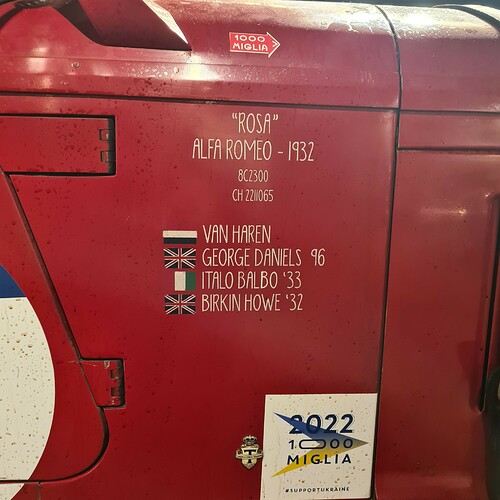 1000
MIGLIA
"ROSA"
ALFA ROMEO - 1932
8C2300
CH 2211065
VAN HAREN
GEORGE DANIELS 96
ITALO BALBO '33
BIRKIN HOWE '32
2022
1000
MIGLIA
#SUPPORTUKRAINE